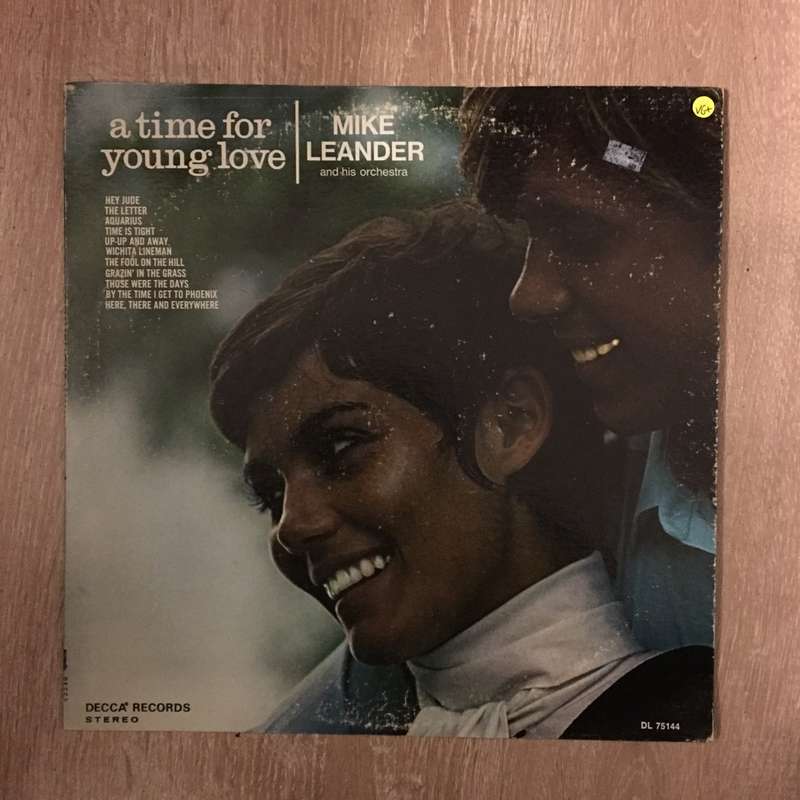 a time for
young love
MIKE
LEANDER
and his orchestra
VG+
HEY JUDE
THE LETTER
AQUARIUS
TIME IS TIGHT
UP-UP AND AWAY
WICHITA LINEMAN
THE FOOL ON THE HILL
GRAZIN' IN THE GRASS
THOSE WERE THE DAYS
BY THE TIME I GET TO PHOENIX
HERE, THERE AND EVERYWHERE
DECCA® RECORDS
STEREO
DL 75144